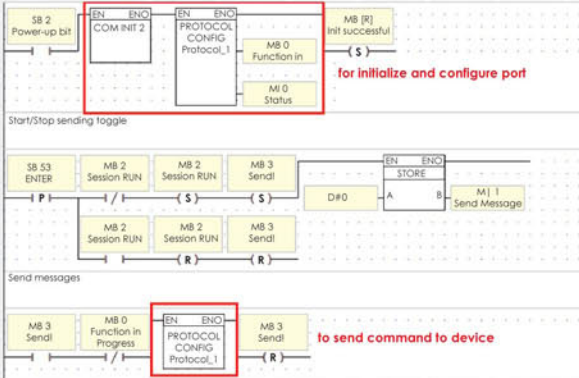 SB 2
Power-up bit
EN ENO
COM INIT 2
EN ENO
PROTOCOL
CONFIG
Protocol_1
MB 0
Function in
MI 0
Status
MB [R]
Init successful
( S )
for initialize and configure port
Start/Stop sending toggle
SB 53
ENTER
P
MB 2
Session RUN
/
MB 2
Session RUN
( S )
MB 3
Send!
( S )
D#0
EN ENO
STORE
A B
M| 1
Send Message
MB 2
Session RUN
MB 2
Session RUN
( R )
MB 3
Send!
( R )
Send messages
MB 3
Send!
MB 0
Function in
Progress
/
EN ENO
PROTOCOL
CONFIG
Protocol_1
MB 3
Send!
( R )
to send command to device